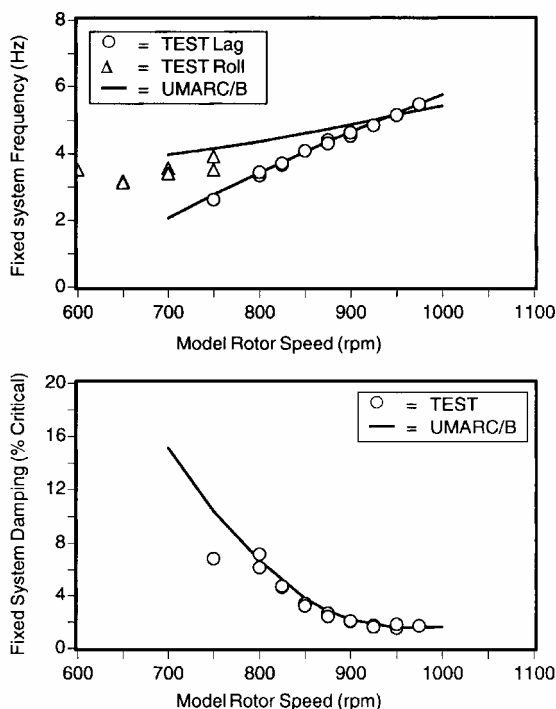 8
6
4
2
0
Fixed system Frequency (Hz)
○ = TEST Lag
△ = TEST Roll
— = UMARC/B
600 700 800 900 1000 1100
Model Rotor Speed (rpm)
20
16
12
8
4
0
Fixed System Damping (% Critical)
○ = TEST
— = UMARC/B
600 700 800 900 1000 1100
Model Rotor Speed (rpm)